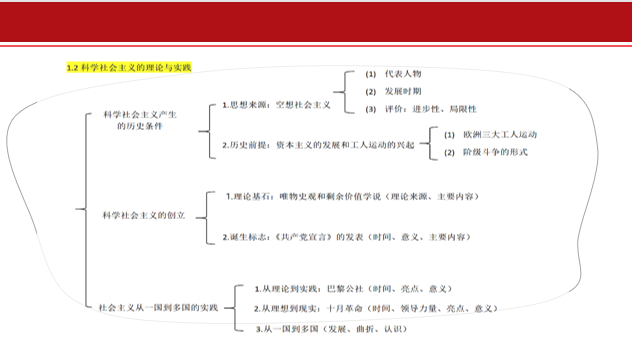 1.2 科学社会主义的理论与实践
科学社会主义产生
的历史条件
1.思想来源：空想社会主义
(1) 代表人物
(2) 发展时期
(3) 评价：进步性、局限性
2.历史前提：资本主义的发展和工人运动的兴起
(1) 欧洲三大工人运动
(2) 阶级斗争的形式
科学社会主义的创立
1.理论基石：唯物史观和剩余价值学说（理论来源、主要内容）
2.诞生标志：《共产党宣言》的发表（时间、意义、主要内容）
社会主义从一国到多国的实践
1.从理论到实践：巴黎公社（时间、亮点、意义）
2.从理想到现实：十月革命（时间、领导力量、亮点、意义）
3.从一国到多国（发展、曲折、认识）